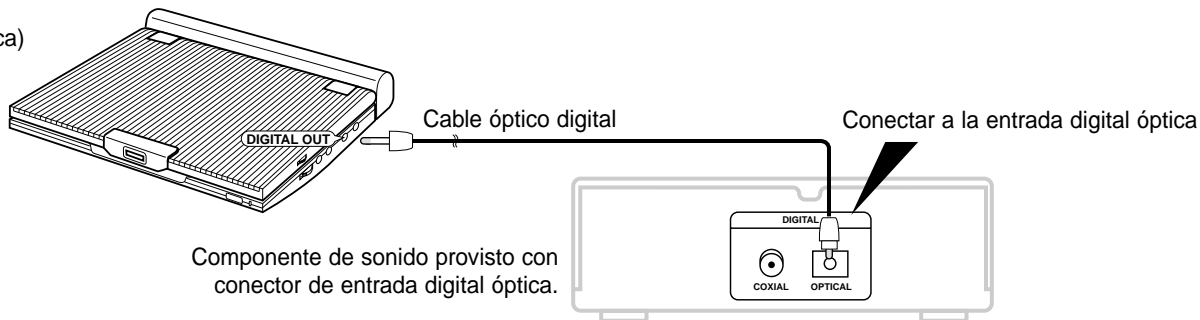 ca)
DIGITAL OUT
Cable óptico digital
Conectar a la entrada digital óptica
DIGITAL
COXIAL
OPTICAL
Componente de sonido provisto con
conector de entrada digital óptica.